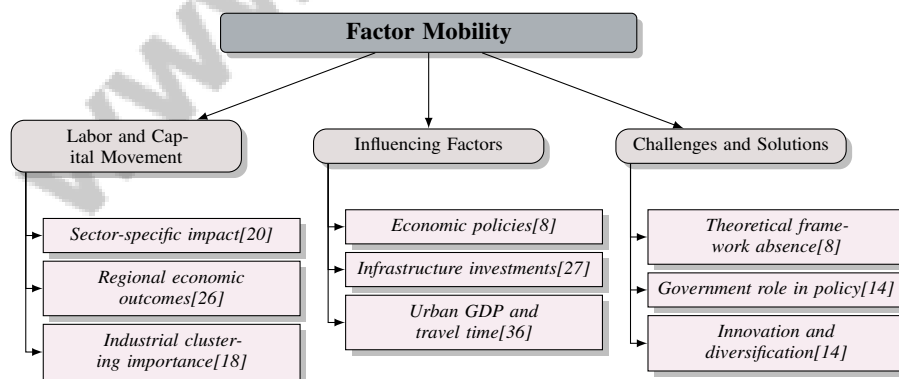 Factor Mobility
Labor and Cap-
ital Movement
Sector-specific impact[20]
Regional economic
outcomes[26]
Industrial cluster-
ing importance[18]
Influencing Factors
Economic policies[8]
Infrastructure investments[27]
Urban GDP and
travel time[36]
Challenges and Solutions
Theoretical frame-
work absence[8]
Government role in policy[14]
Innovation and
diversification[14]